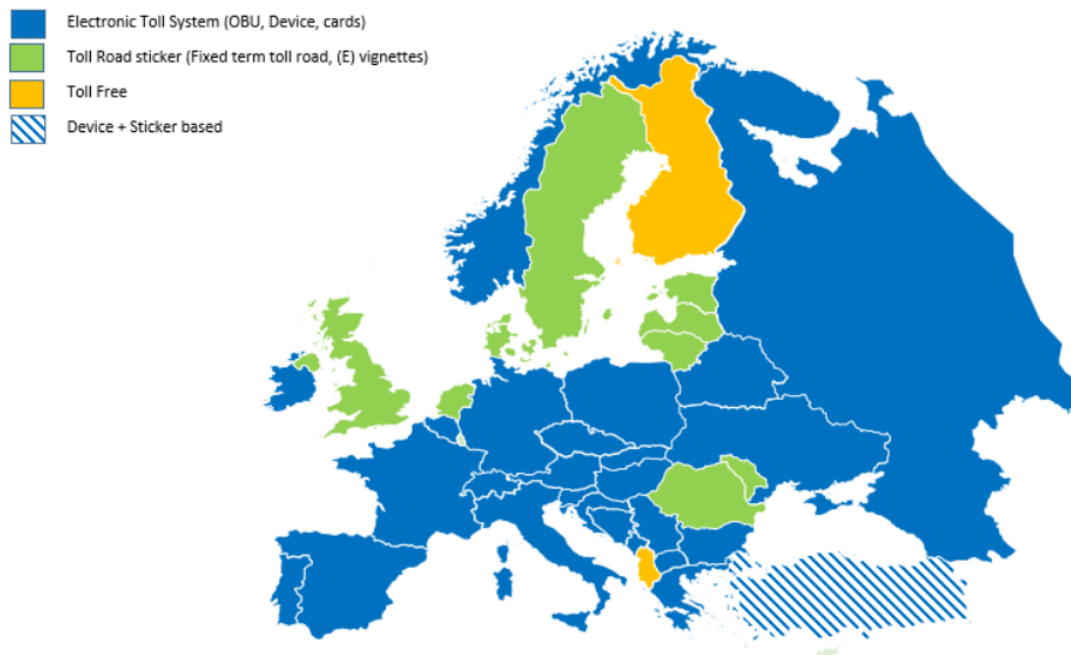 Electronic Toll System (OBU, Device, cards)
Toll Road sticker (Fixed term toll road, (E) vignettes)
Toll Free
Device + Sticker based